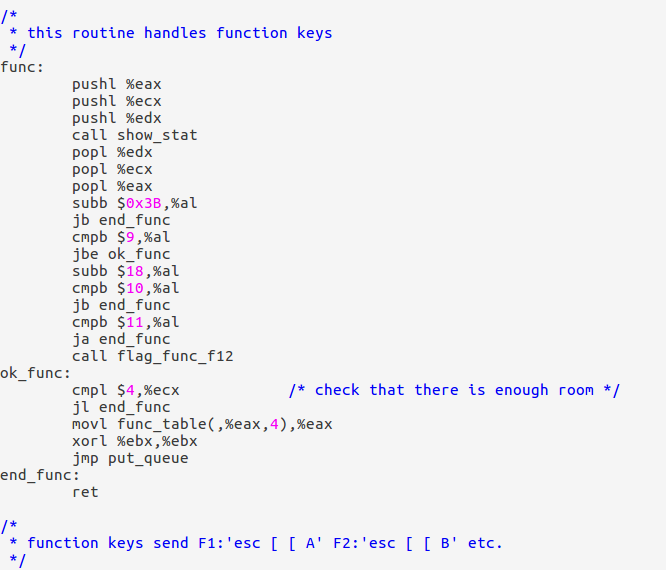 /*
 * this routine handles function keys
 */
func:
        pushl %eax
        pushl %ecx
        pushl %edx
        call show_stat
        popl %edx
        popl %ecx
        popl %eax
        subb $0x3B,%al
        jb end_func
        cmpb $9,%al
        jbe ok_func
        subb $18,%al
        cmpb $10,%al
        jb end_func
        cmpb $11,%al
        ja end_func
        call flag_func_f12
ok_func:
        cmpl $4,%ecx            /* check that there is enough room */
        jl end_func
        movl func_table(,%eax,4),%eax
        xorl %ebx,%ebx
        jmp put_queue
end_func:
        ret

/*
 * function keys send F1:'esc [ [ A' F2:'esc [ [ B' etc.
 */